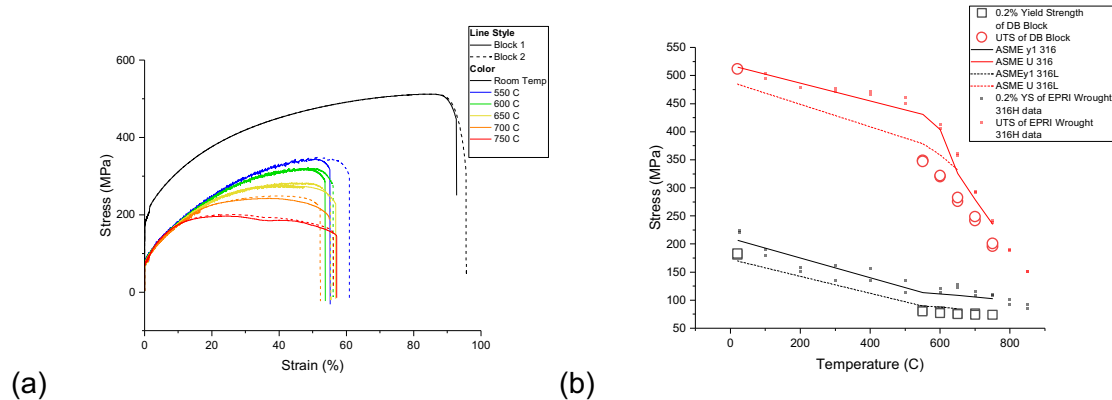 Line Style
Block 1
Block 2
Color
Room Temp
550 C
600 C
650 C
700 C
750 C
600
400
200
0
Stress (MPa)
0
20
40
60
80
100
Strain (%)
(a)
0.2% Yield Strength
of DB Block
UTS of DB Block
ASME y1 316
ASME U 316
ASMEy1 316L
ASME U 316L
0.2% YS of EPRI Wrought
316H data
UTS of EPRI Wrought
316H data
550
500
450
400
350
300
250
200
150
100
50
Stress (MPa)
0
200
400
600
800
Temperature (C)
(b)